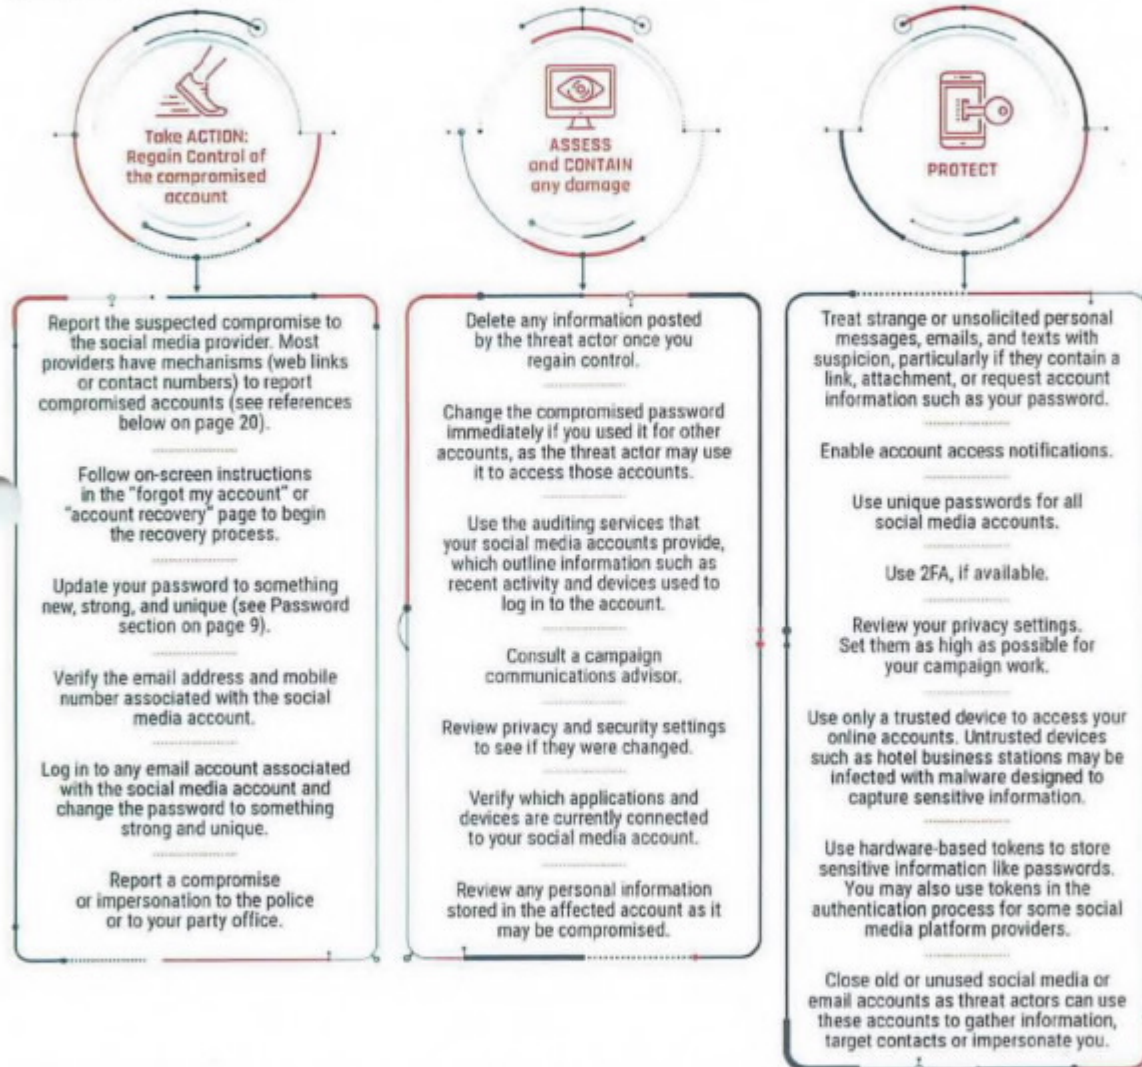 Take ACTION:
Regain Control of
the compromised
account
Report the suspected compromise to
the social media provider. Most
providers have mechanisms (web links
or contact numbers) to report
compromised accounts (see references
below on page 20).
Follow on-screen instructions
in the "forgot my account" or
"account recovery" page to begin
the recovery process.
Update your password to something
new, strong, and unique (see Password
section on page 9).
Verify the email address and mobile
number associated with the social
media account.
Log in to any email account associated
with the social media account and
change the password to something
strong and unique.
Report a compromise
or impersonation to the police
or to your party office.
ASSESS
and CONTAIN
any damage
Delete any information posted
by the threat actor once you
regain control.
Change the compromised password
immediately if you used it for other
accounts, as the threat actor may use
it to access those accounts.
Use the auditing services that
your social media accounts provide,
which outline information such as
recent activity and devices used to
log in to the account.
Consult a campaign
communications advisor.
Review privacy and security settings
to see if they were changed.
Verify which applications and
devices are currently connected
to your social media account.
Review any personal information
stored in the affected account as it
may be compromised.
PROTECT
Treat strange or unsolicited personal
messages, emails, and texts with
suspicion, particularly if they contain a
link, attachment, or request account
information such as your password.
Enable account access notifications.
Use unique passwords for all
social media accounts.
Use 2FA, if available.
Review your privacy settings.
Set them as high as possible for
your campaign work.
Use only a trusted device to access your
online accounts. Untrusted devices
such as hotel business stations may be
infected with malware designed to
capture sensitive information.
Use hardware-based tokens to store
sensitive information like passwords.
You may also use tokens in the
authentication process for some social
media platform providers.
Close old or unused social media or
email accounts as threat actors can use
these accounts to gather information,
target contacts or impersonate you.